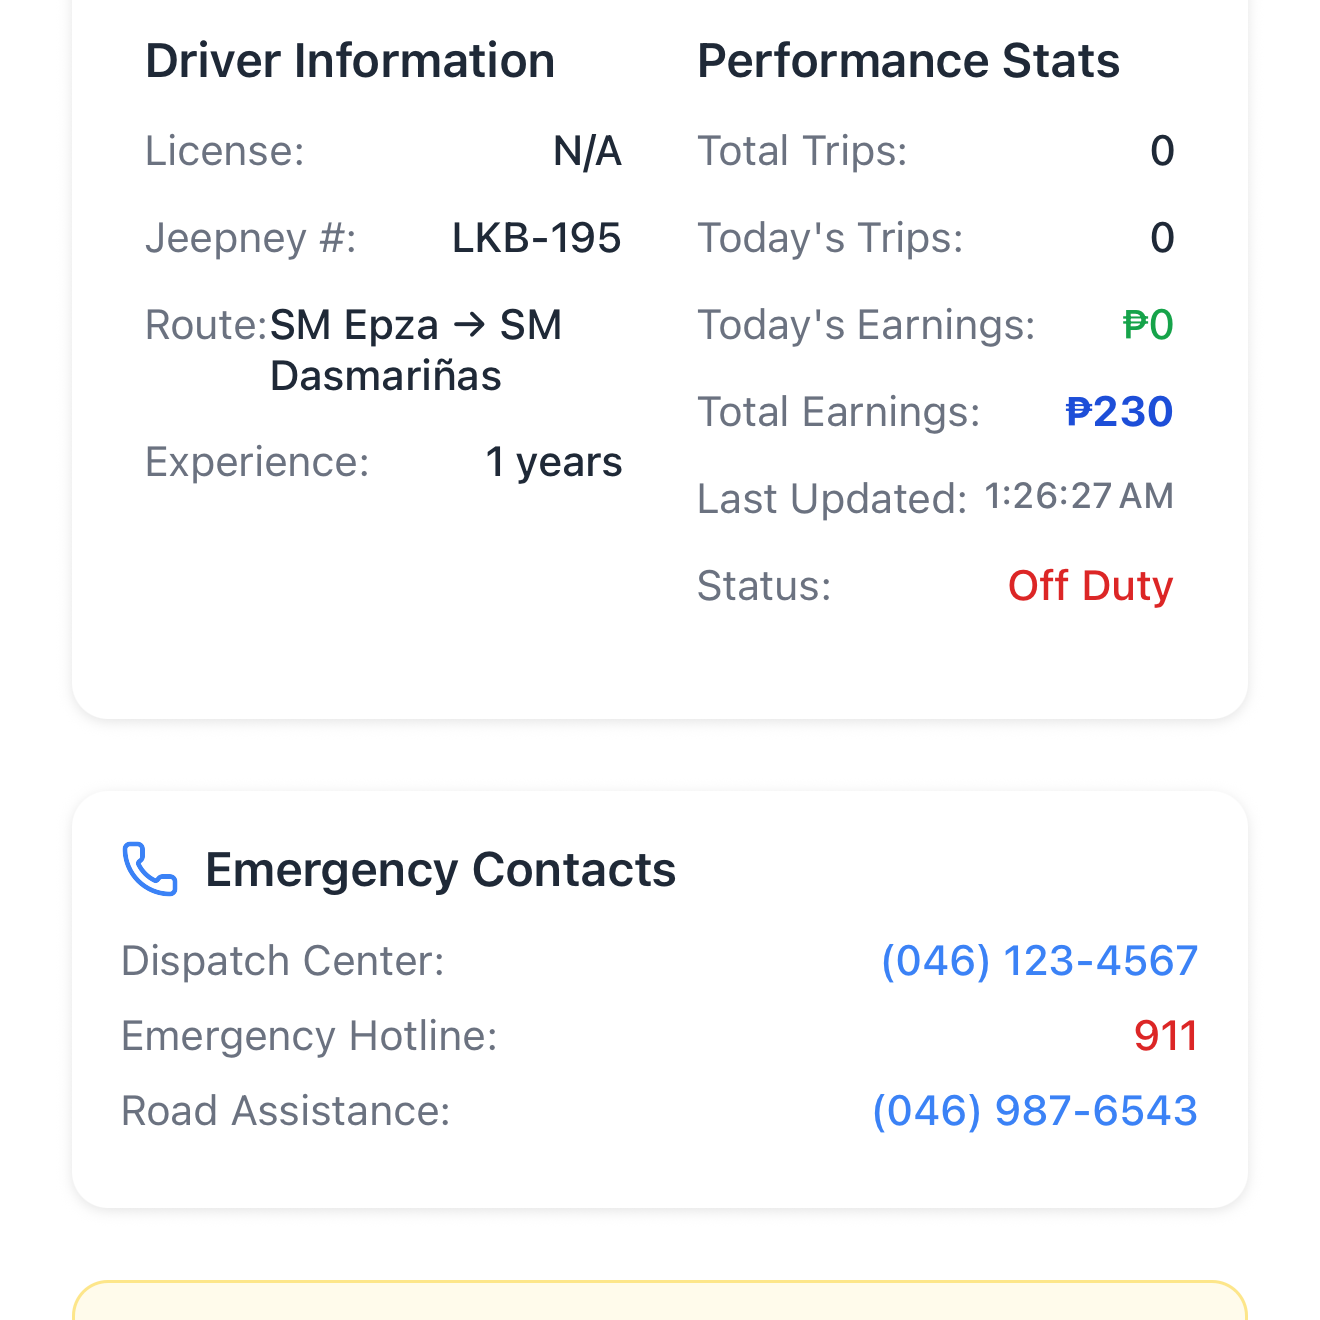 Driver Information
License: N/A
Jeepney #: LKB-195
Route: SM Epza → SM
Dasmariñas
Experience: 1 years
Performance Stats
Total Trips: 0
Today's Trips: 0
Today's Earnings: ₱0
Total Earnings: ₱230
Last Updated: 1:26:27 AM
Status: Off Duty
Emergency Contacts
Dispatch Center: (046) 123-4567
Emergency Hotline: 911
Road Assistance: (046) 987-6543